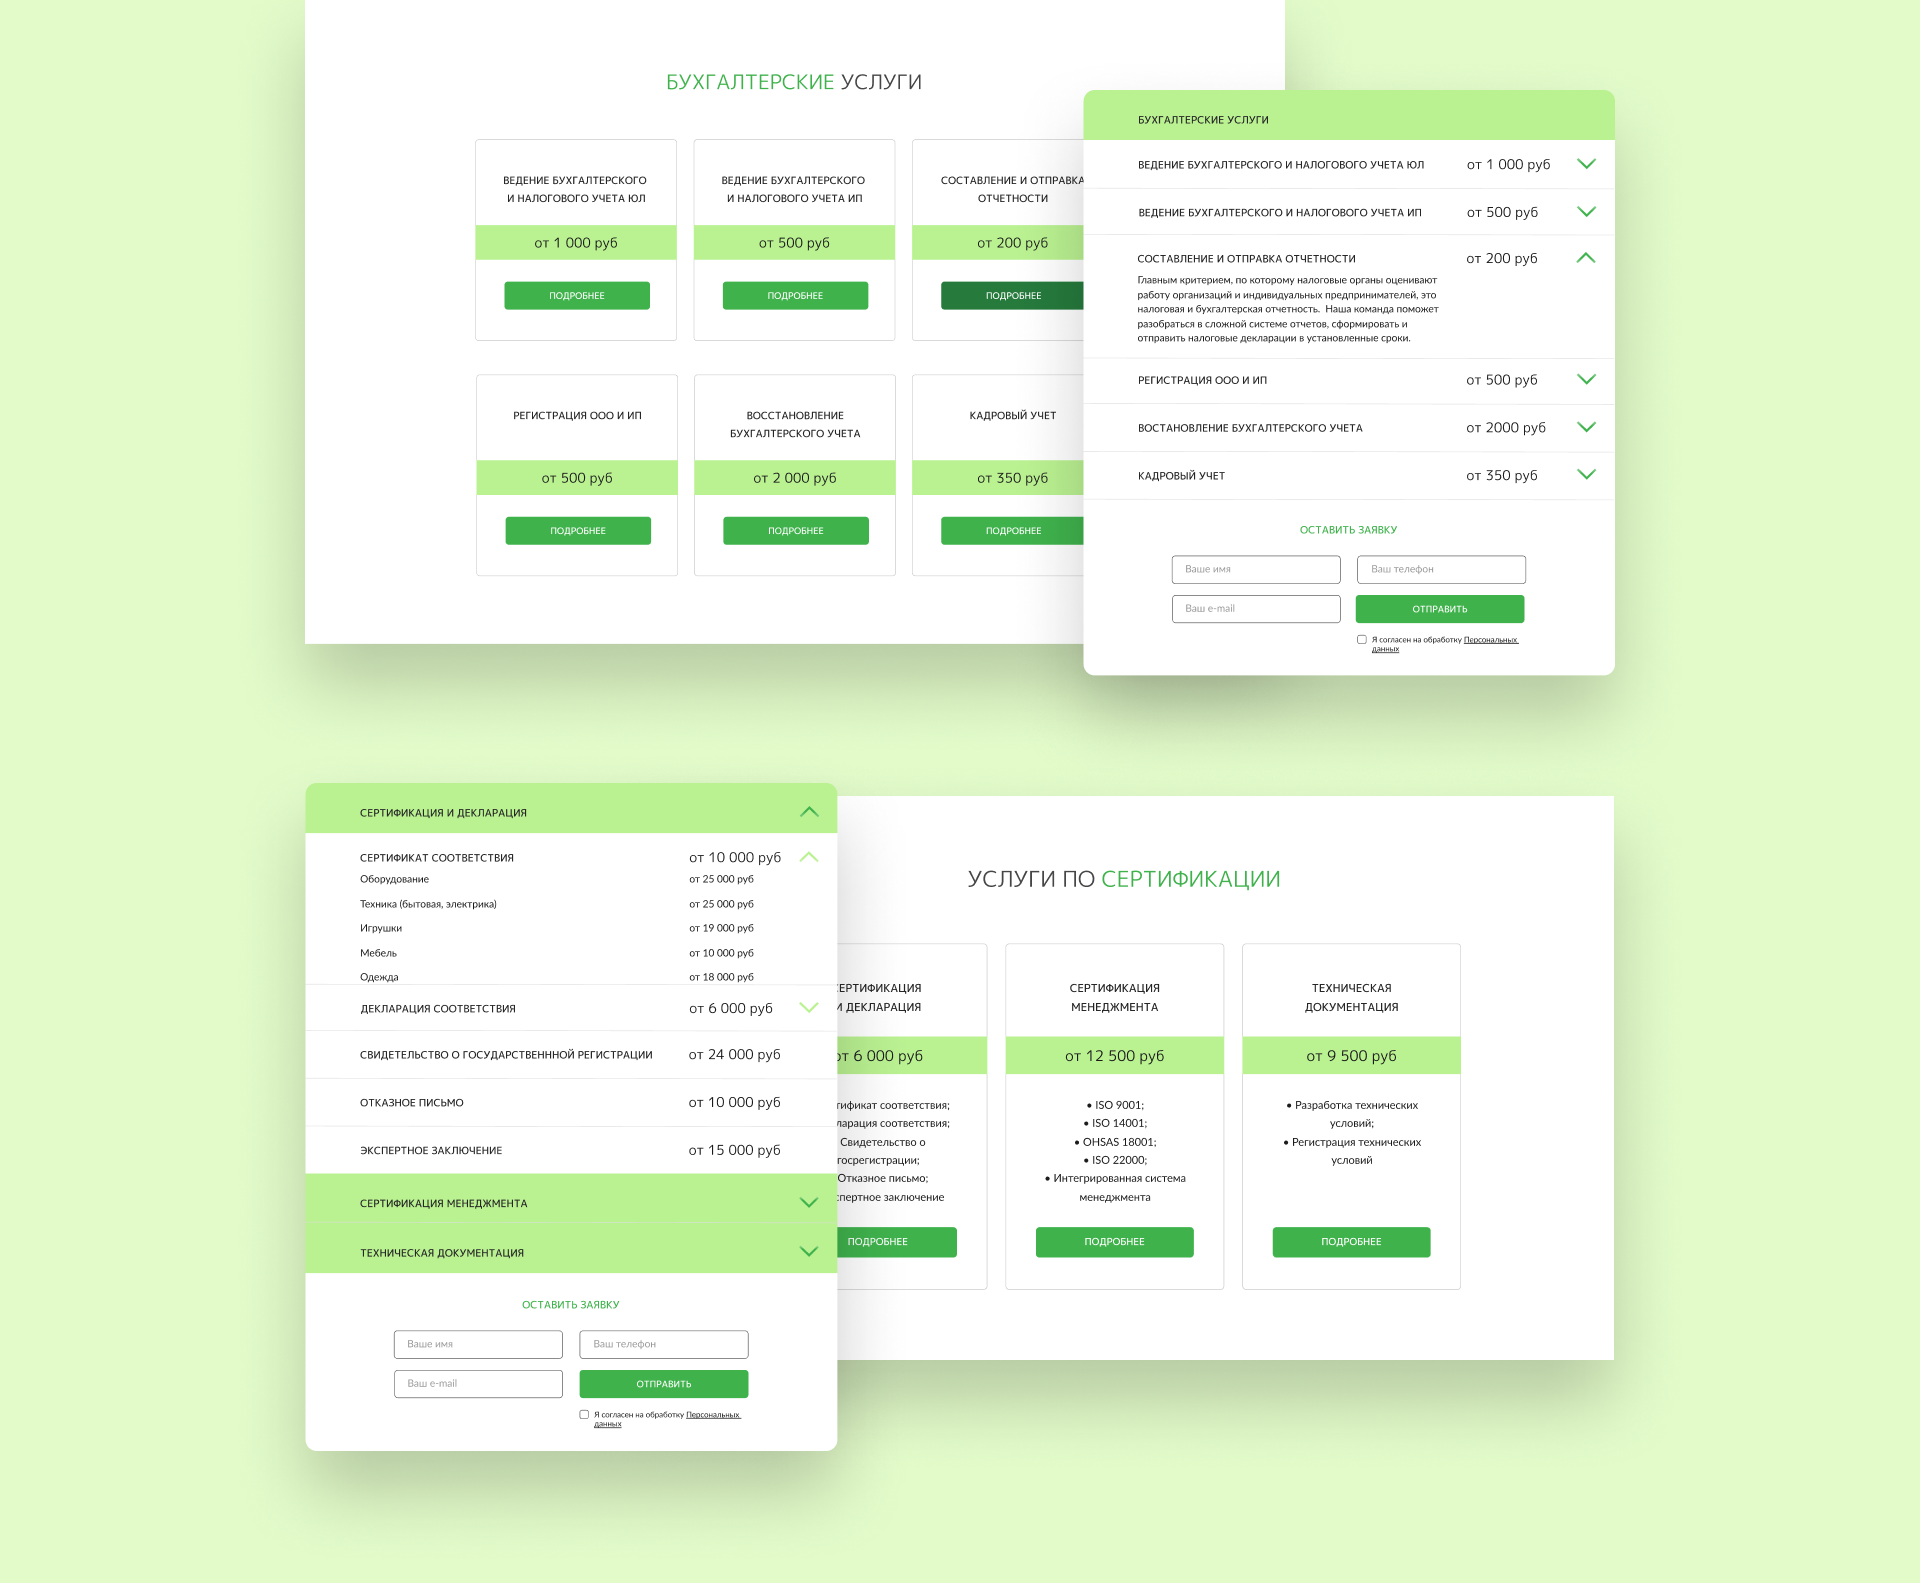 БУХГАЛТЕРСКИЕ УСЛУГИ
ВЕДЕНИЕ БУХГАЛТЕРСКОГО
И НАЛОГОВОГО УЧЕТА ЮЛ
от 1 000 руб
ПОДРОБНЕЕ
ВЕДЕНИЕ БУХГАЛТЕРСКОГО
И НАЛОГОВОГО УЧЕТА ИП
от 500 руб
ПОДРОБНЕЕ
СОСТАВЛЕНИЕ И ОТПРАВКА
ОТЧЕТНОСТИ
от 200 руб
ПОДРОБНЕЕ
РЕГИСТРАЦИЯ ООО И ИП
от 500 руб
ПОДРОБНЕЕ
ВОССТАНОВЛЕНИЕ
БУХГАЛТЕРСКОГО УЧЕТА
от 2 000 руб
ПОДРОБНЕЕ
КАДРОВЫЙ УЧЕТ
от 350 руб
ПОДРОБНЕЕ
БУХГАЛТЕРСКИЕ УСЛУГИ
ВЕДЕНИЕ БУХГАЛТЕРСКОГО И НАЛОГОВОГО УЧЕТА ЮЛ от 1 000 руб
ВЕДЕНИЕ БУХГАЛТЕРСКОГО И НАЛОГОВОГО УЧЕТА ИП от 500 руб
СОСТАВЛЕНИЕ И ОТПРАВКА ОТЧЕТНОСТИ от 200 руб
Главным критерием, по которому налоговые органы оценивают
работу организаций и индивидуальных предпринимателей, это
налоговая и бухгалтерская отчетность. Наша команда поможет
разобраться в сложной системе отчетов, сформировать и
отправить налоговые декларации в установленные сроки.
РЕГИСТРАЦИЯ ООО И ИП от 500 руб
ВОСТАНОВЛЕНИЕ БУХГАЛТЕРСКОГО УЧЕТА от 2000 руб
КАДРОВЫЙ УЧЕТ от 350 руб
ОСТАВИТЬ ЗАЯВКУ
Ваше имя
Ваш телефон
Ваш e-mail
ОТПРАВИТЬ
Я согласен на обработку Персональных
данных
СЕРТИФИКАЦИЯ И ДЕКЛАРАЦИЯ
СЕРТИФИКАТ СООТВЕТСТВИЯ от 10 000 руб
Оборудование от 25 000 руб
Техника (бытовая, электрика) от 25 000 руб
Игрушки от 19 000 руб
Мебель от 10 000 руб
Одежда от 18 000 руб
ДЕКЛАРАЦИЯ СООТВЕТСТВИЯ от 6 000 руб
СВИДЕТЕЛЬСТВО О ГОСУДАРСТВЕНННОЙ РЕГИСТРАЦИИ от 24 000 руб
ОТКАЗНОЕ ПИСЬМО от 10 000 руб
ЭКСПЕРТНОЕ ЗАКЛЮЧЕНИЕ от 15 000 руб
СЕРТИФИКАЦИЯ МЕНЕДЖМЕНТА
ТЕХНИЧЕСКАЯ ДОКУМЕНТАЦИЯ
ОСТАВИТЬ ЗАЯВКУ
Ваше имя
Ваш телефон
Ваш e-mail
ОТПРАВИТЬ
Я согласен на обработку Персональных
данных
УСЛУГИ ПО СЕРТИФИКАЦИИ
ЕРТИФИКАЦИЯ
И ДЕКЛАРАЦИЯ
от 6 000 руб
тификат соответствия;
ларация соответствия;
Свидетельство о
госрегистрации;
Отказное письмо;
спертное заключение
ПОДРОБНЕЕ
СЕРТИФИКАЦИЯ
МЕНЕДЖМЕНТА
от 12 500 руб
• ISO 9001;
• ISO 14001;
• OHSAS 18001;
• ISO 22000;
• Интегрированная система
менеджмента
ПОДРОБНЕЕ
ТЕХНИЧЕСКАЯ
ДОКУМЕНТАЦИЯ
от 9 500 руб
• Разработка технических
условий;
• Регистрация технических
условий
ПОДРОБНЕЕ